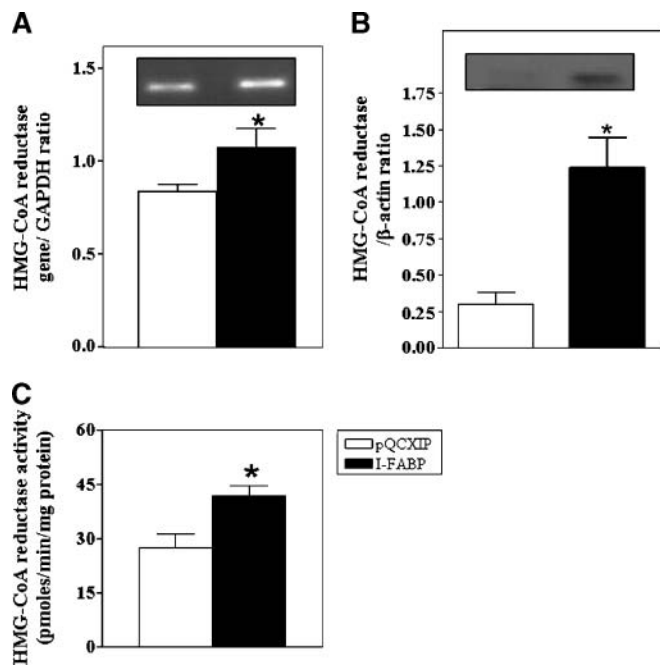 A
HMG-CoA reductase
gene/ GAPDH ratio
1.5
1.0
0.5
0.0
*
B
HMG-CoA reductase
/β-actin ratio
1.75
1.50
1.25
1.00
0.75
0.50
0.25
0.00
*
C
HMG-CoA reductase activity
(pmoles/min/mg protein)
60
45
30
15
0
*
pQCXIP
I-FABP